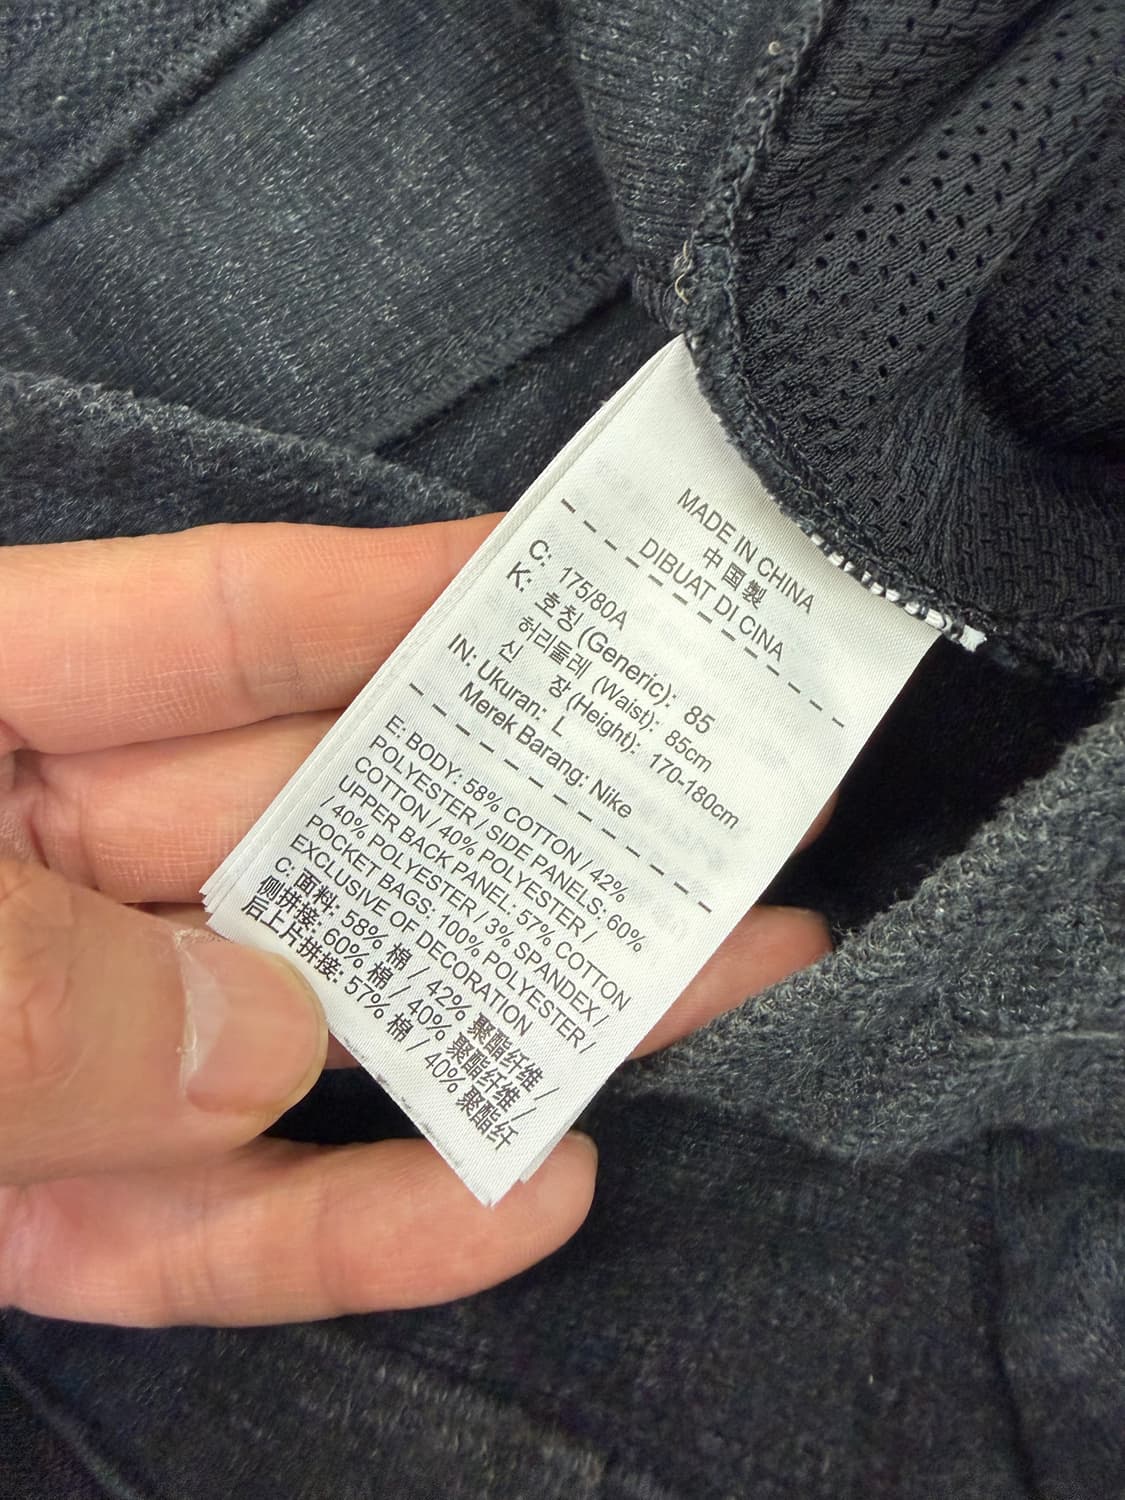 MADE IN CHINA
中国製
DIBUAT DI CINA
C: 175/80A
K: 호칭 (Generic): 85
허리둘레 (Waist): 85cm
신 장 (Height): 170-180cm
IN: Ukuran: L
Merek Barang: Nike
E: BODY: 58% COTTON / 42%
POLYESTER / SIDE PANELS: 60%
COTTON / 40% POLYESTER /
UPPER BACK PANEL: 57% COTTON
/ 40% POLYESTER / 3% SPANDEX /
POCKET BAGS: 100% POLYESTER /
EXCLUSIVE OF DECORATION
C: 面料: 58% 棉 / 42% 聚酯纤维 /
侧拼接: 60% 棉 / 40% 聚酯纤维 /
后上片拼接: 57% 棉 / 40% 聚酯纤